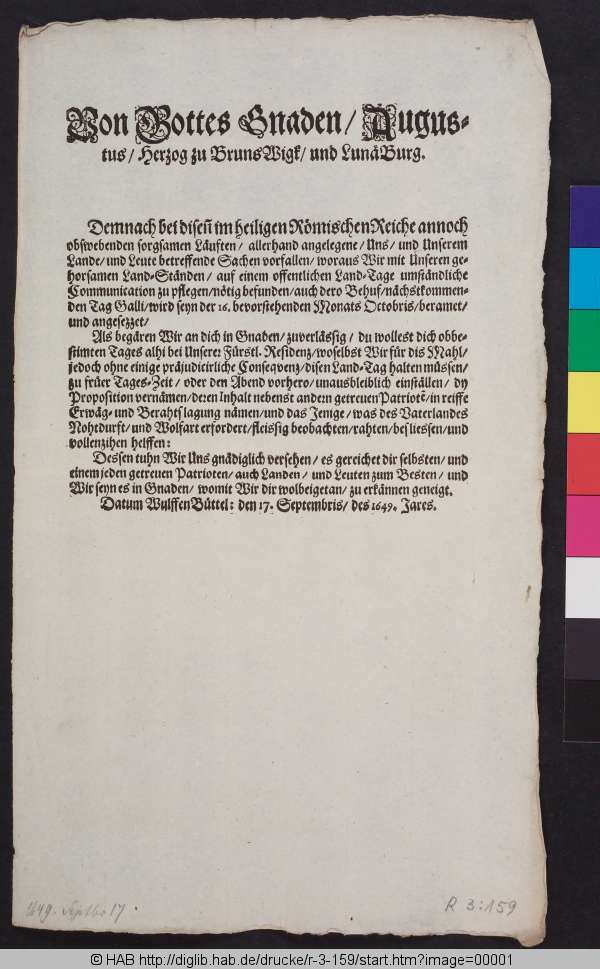 Von Gottes Gnaden / Augus-
tus / Herzog zu BrunsWigk / und LunäBurg.
Demnach bei disen̄ im heiligen Römischen Reiche annoch
obswebenden sorgsamen Läuften / allerhand angelegene / Uns / und Unserem
Lande / und Leute betreffende Sachen vorfallen / woraus Wir mit Unseren ge-
horsamen Land-Ständen / auf einem offentlichen Land-Tage umständliche
Communication zu pflegen / nötig befunden / auch dero Behuf / nächstkommen-
den Tag Galli / wird seyn der 16. bevorstehenden Monats Octobris / beramet /
und angesezzet /
Als begären Wir an dich in Gnaden / zuverlässig / du wollest dich obbe-
stimten Tages alhi bei Unserer Fürstl. Residenz / woselbst Wir für dis Mahl /
jedoch ohne einige präjudicirliche Conseqvenz / disen Land-Tag halten müssen /
zu früer Tages-Zeit / oder den Abend vorhero / unausbleiblich einställen / dy
Proposition vernämen / deren Inhalt nebenst andern getreuen Patriotē / in reiffe
Erwäg- und Berahtslagung nämen / und das Jenige / was des Vaterlandes
Nohtdurft / und Wolfart erfordert / fleissig beobachten / rahten / besliessen / und
vollenzihen helffen:
Dessen tuhn Wir Uns gnädiglich versehen / es gereichet dir selbsten / und
einem jeden getreuen Patrioten / auch Landen / und Leuten zum Besten / und
Wir seyn es in Gnaden / womit Wir dir wolbeigetan / zu erkännen geneigt.
Datum WulffenBüttel: den 17. Septembris / des 1649. Jares.
1649. Septbr 17.
R 3:159
© HAB http://diglib.hab.de/drucke/r-3-159/start.htm?image=00001